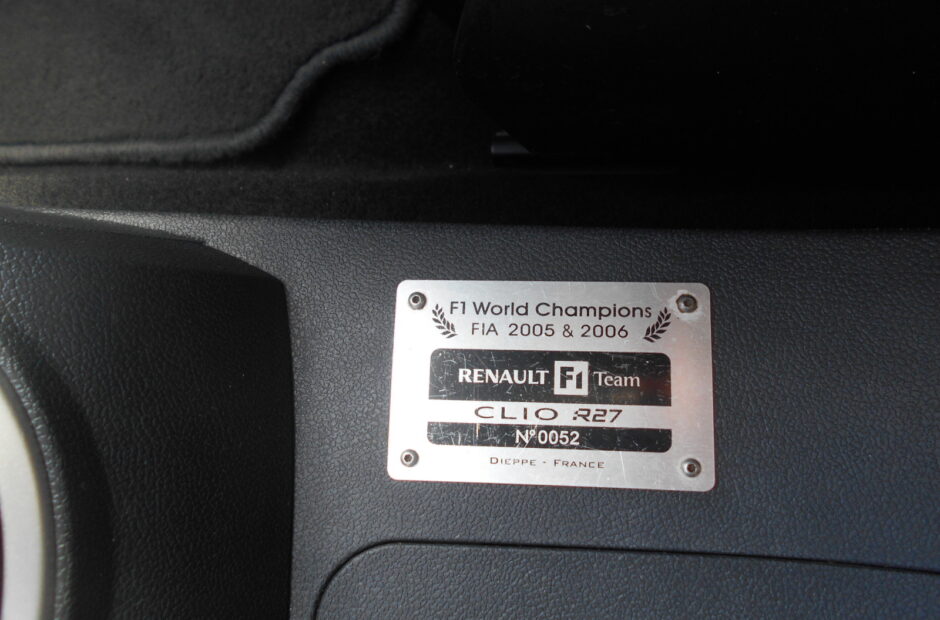 F1 World Champions
FIA 2005 & 2006
RENAULT F1 Team
CLIO R27
N°0052
DIEPPE - FRANCE